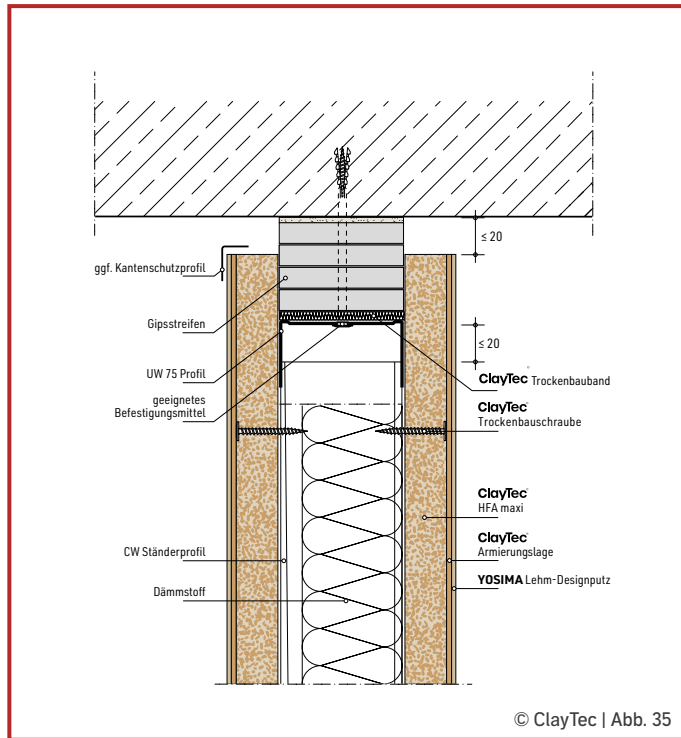 ≤ 20
ggf. Kantenschutzprofil
Gipsstreifen
≤ 20
UW 75 Profil
ClayTec® Trockenbauband
geeignetes
Befestigungsmittel
ClayTec®
Trockenbauschraube
ClayTec®
HFA maxi
ClayTec®
Armierungslage
CW Ständerprofil
YOSIMA Lehm-Designputz
Dämmstoff
© ClayTec | Abb. 35